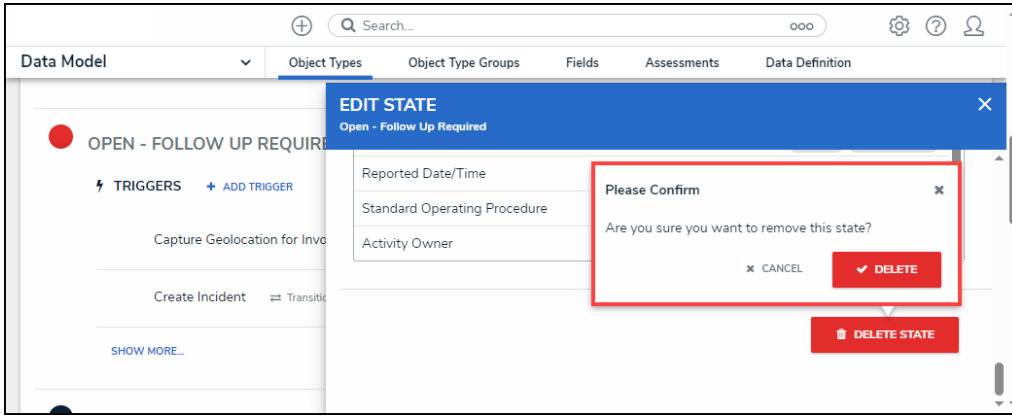 Search...
Data Model
Object Types
Object Type Groups
Fields
Assessments
Data Definition
EDIT STATE
Open - Follow Up Required
OPEN - FOLLOW UP REQUIRE
TRIGGERS
+ ADD TRIGGER
Capture Geolocation for Invo
Create Incident
Transitio
SHOW MORE...
Reported Date/Time
Standard Operating Procedure
Activity Owner
Please Confirm
Are you sure you want to remove this state?
CANCEL
DELETE
DELETE STATE